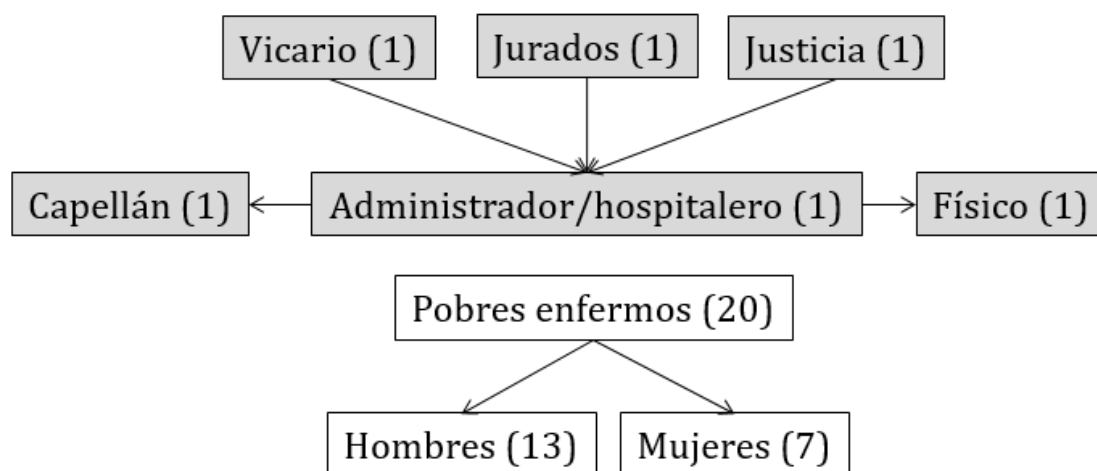 Vicario (1)
Jurados (1)
Justicia (1)
Capellán (1)
Administrador/hospitalero (1)
Físico (1)
Pobres enfermos (20)
Hombres (13)
Mujeres (7)